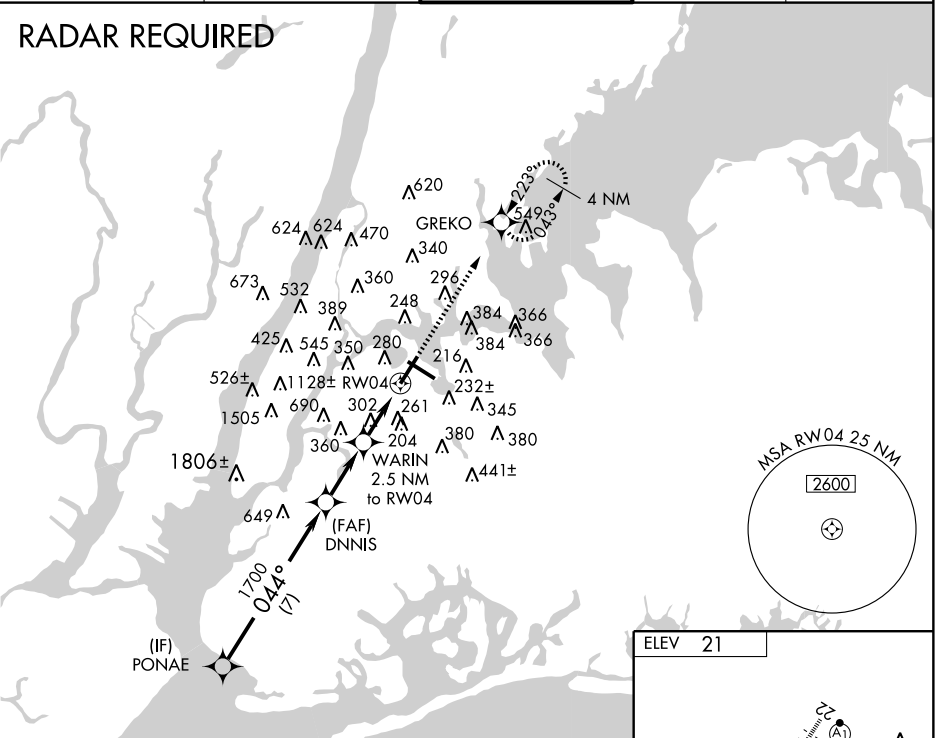 RADAR REQUIRED
620
223°
4 NM
GREKO
549
043°
624 624 470
340
673 532
360
296
389
248
384 366
425 545 350 280
384 366
216
526± 1128± RW04
232±
1505 690 302 261
345
360 204
380 380
1806±
WARIN
2.5 NM
to RW04
441±
649
(FAF)
DNNIS
1700
044°
(7)
(IF)
PONAE
MSA RW04 25 NM
2600
ELEV 21
22
A1